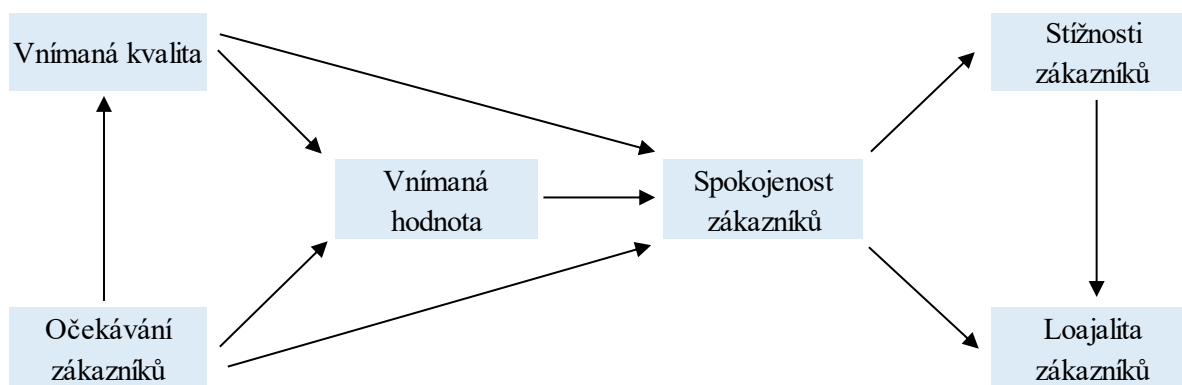 Vnímaná kvalita
Stížnosti
zákazníků
Vnímaná
hodnota
Spokojenost
zákazníků
Očekávání
zákazníků
Loajalita
zákazníků